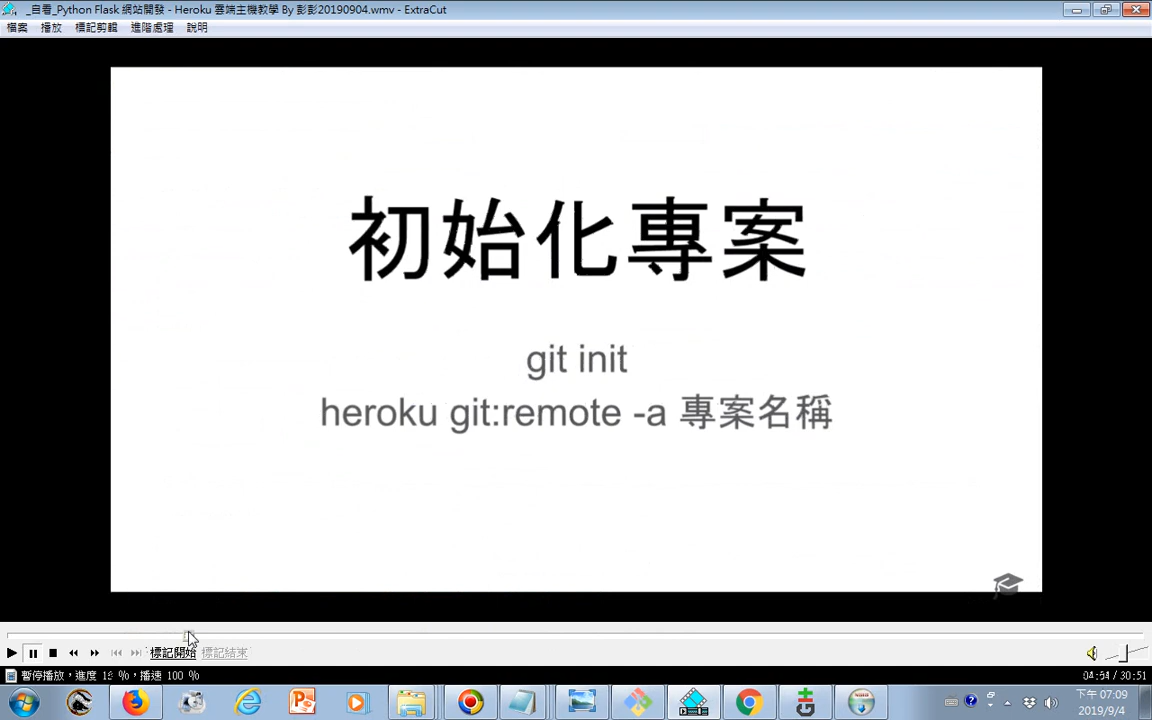 _自看_Python Flask 網站開發 - Heroku 雲端主機教學 By 彭彭20190904.wmv - ExtraCut
檔案 播放 標記剪輯 進階處理 說明
初始化專案
git init
heroku git:remote -a 專案名稱
標記開始 標記結束
暫停播放，進度 1 %，播速 100 %
/ 30:51
下午 07:09
2019/9/4